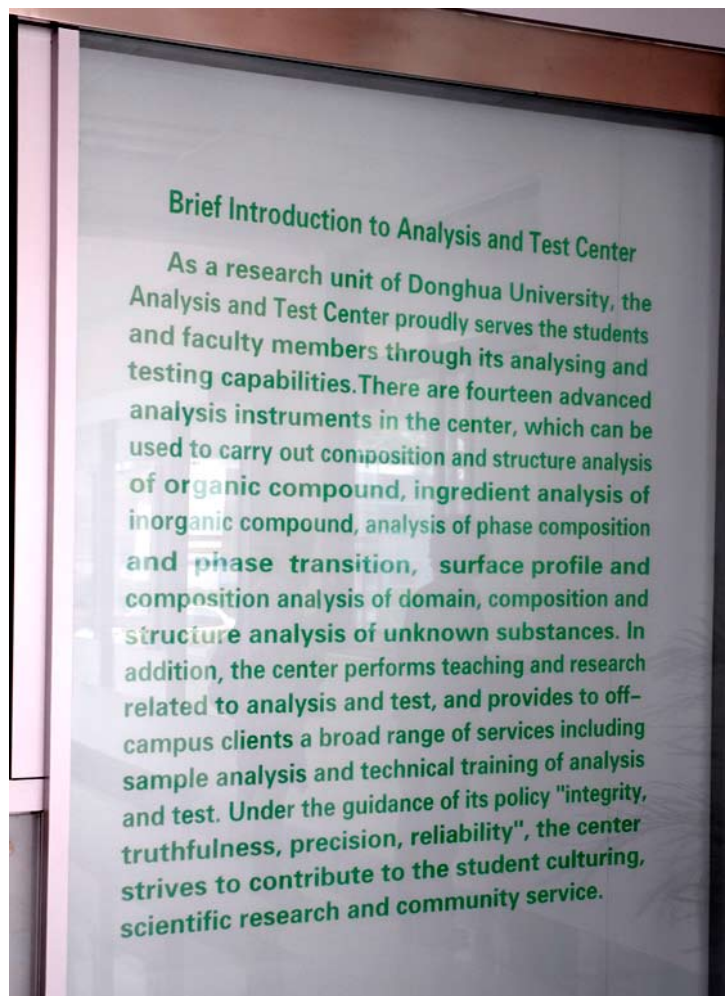 Brief Introduction to Analysis and Test Center
As a research unit of Donghua University, the
Analysis and Test Center proudly serves the students
and faculty members through its analysing and
testing capabilities.There are fourteen advanced
analysis instruments in the center, which can be
used to carry out composition and structure analysis
of organic compound, ingredient analysis of
inorganic compound, analysis of phase composition
and phase transition, surface profile and
composition analysis of domain, composition and
structure analysis of unknown substances. In
addition, the center performs teaching and research
related to analysis and test, and provides to off-
campus clients a broad range of services including
sample analysis and technical training of analysis
and test. Under the guidance of its policy "integrity,
truthfulness, precision, reliability", the center
strives to contribute to the student culturing,
scientific research and community service.